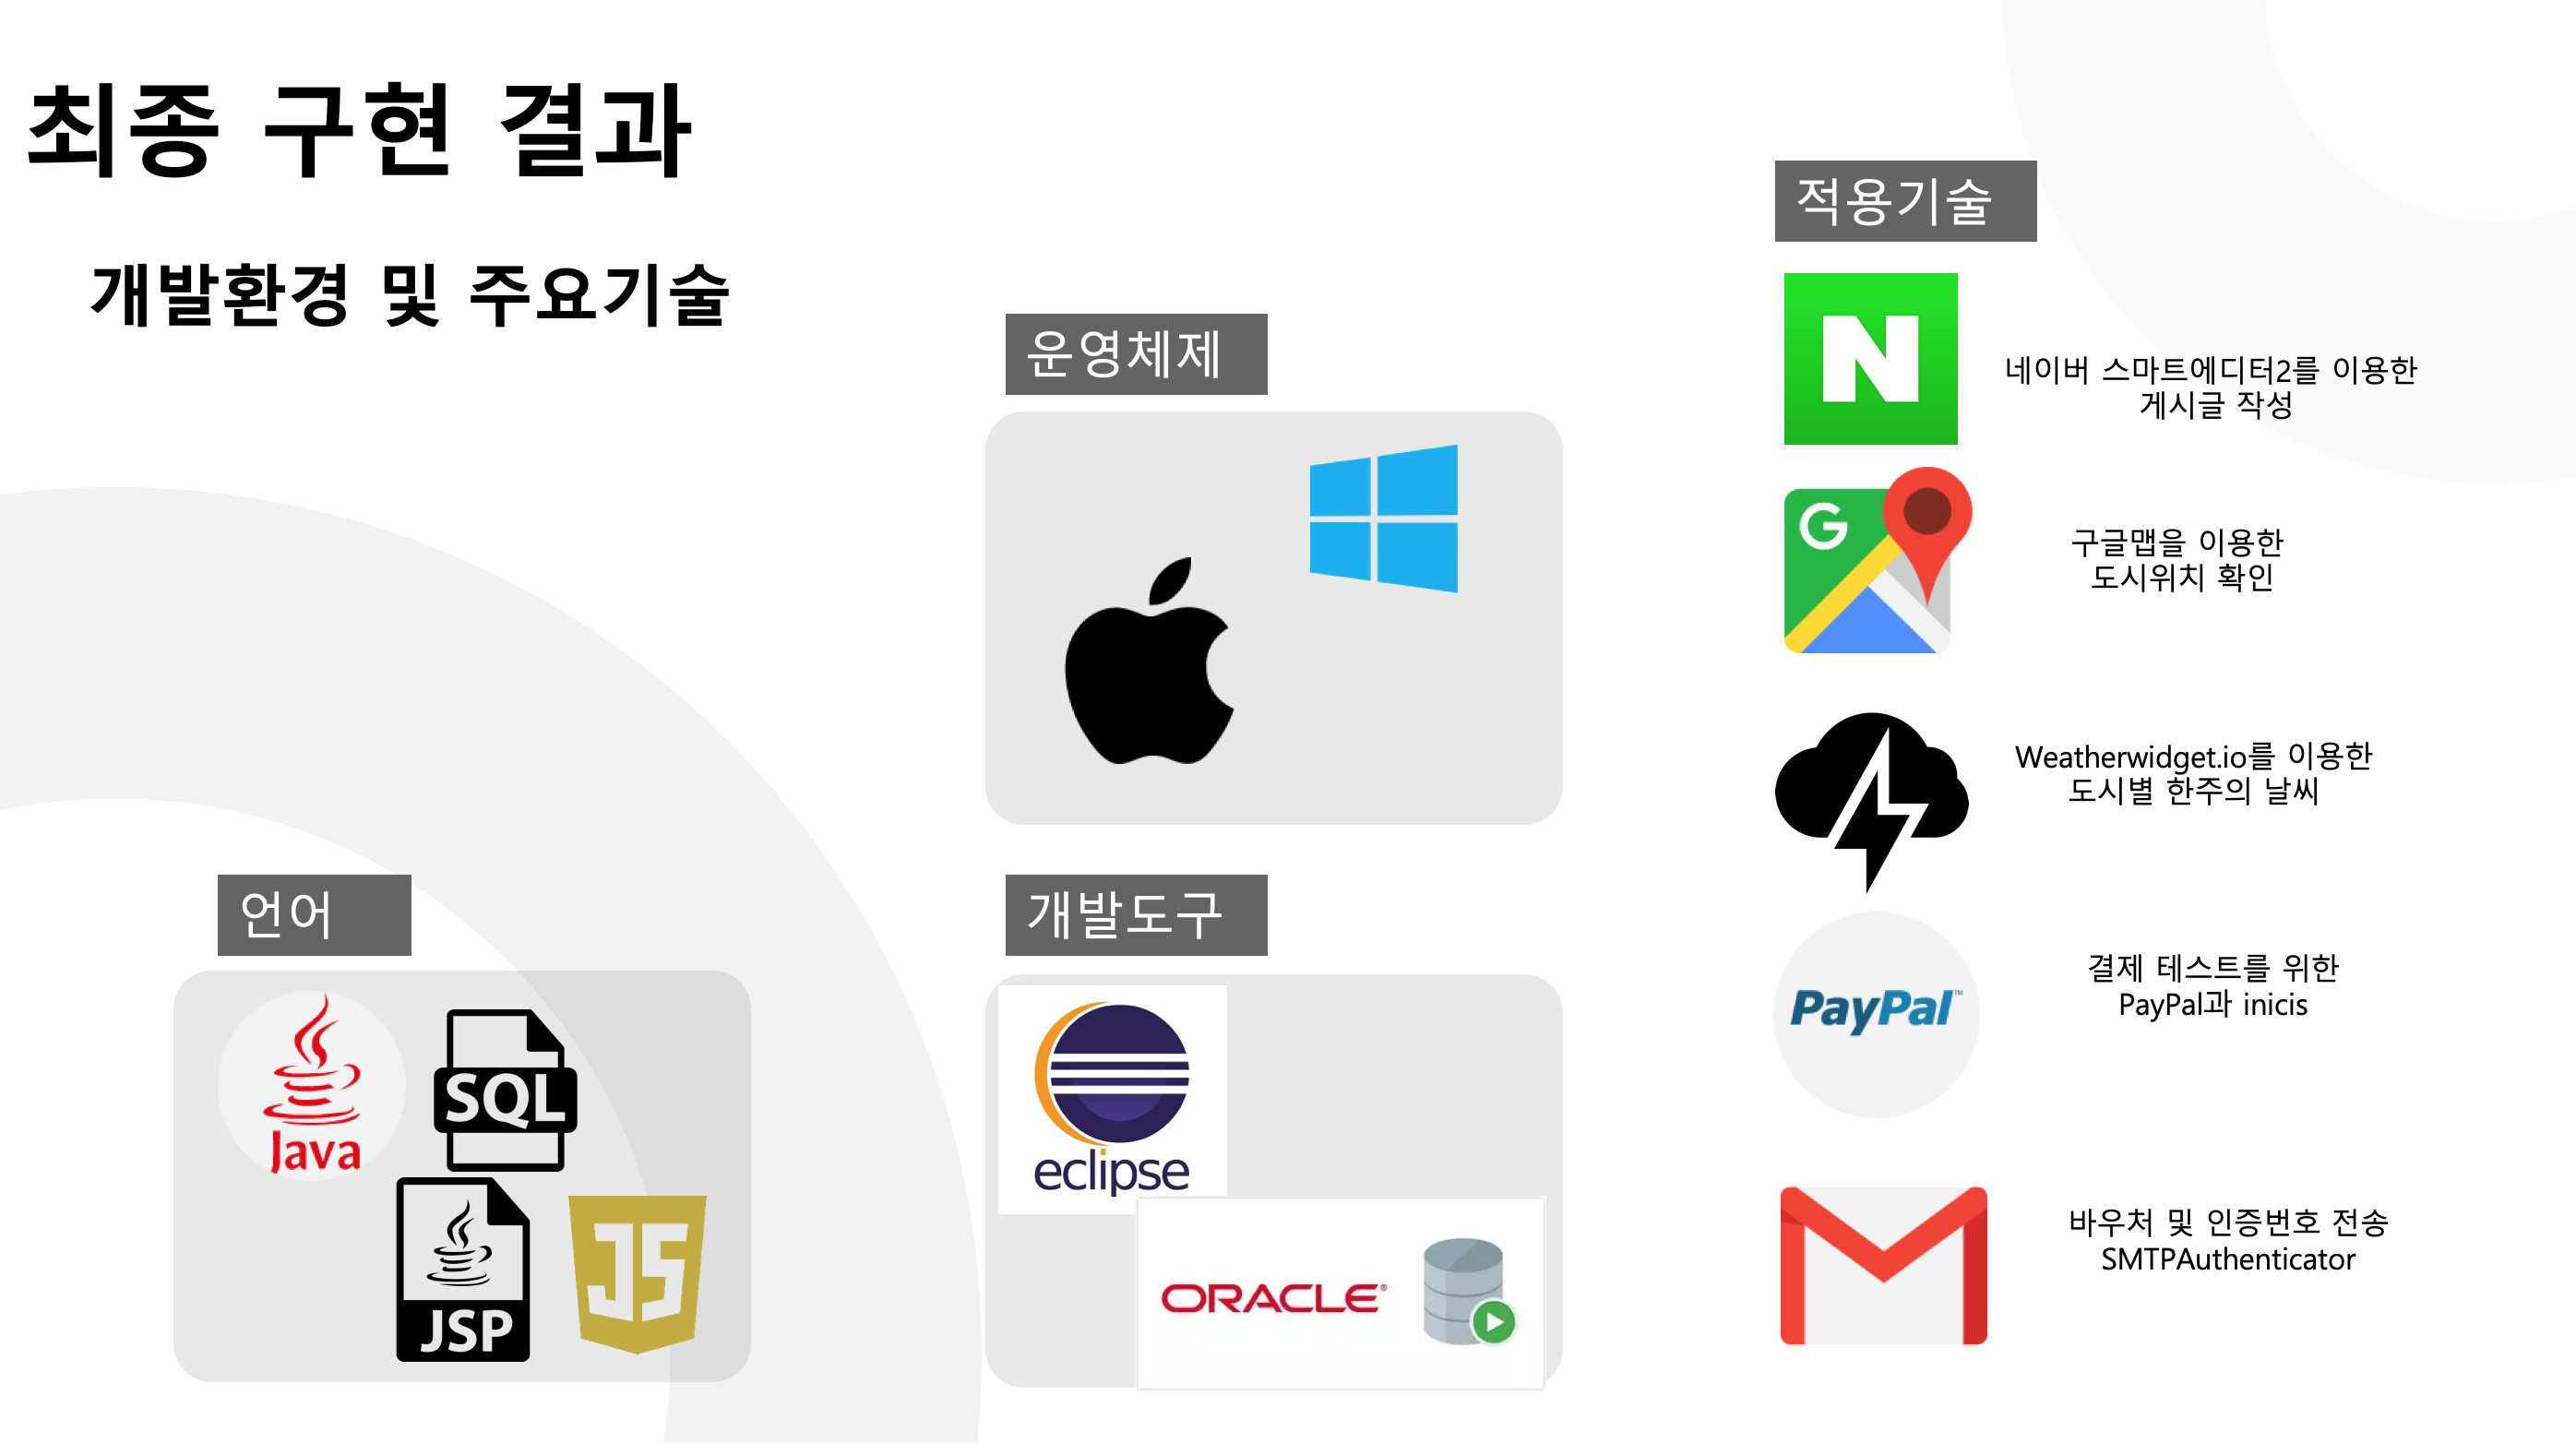 최종 구현 결과
개발환경 및 주요기술
언어
Java
SQL
JSP
JS
운영체제
개발도구
eclipse
ORACLE®
적용기술
N
네이버 스마트에디터2를 이용한
게시글 작성
G
구글맵을 이용한
도시위치 확인
Weatherwidget.io를 이용한
도시별 한주의 날씨
PayPal™
결제 테스트를 위한
PayPal과 inicis
바우처 및 인증번호 전송
SMTPAuthenticator